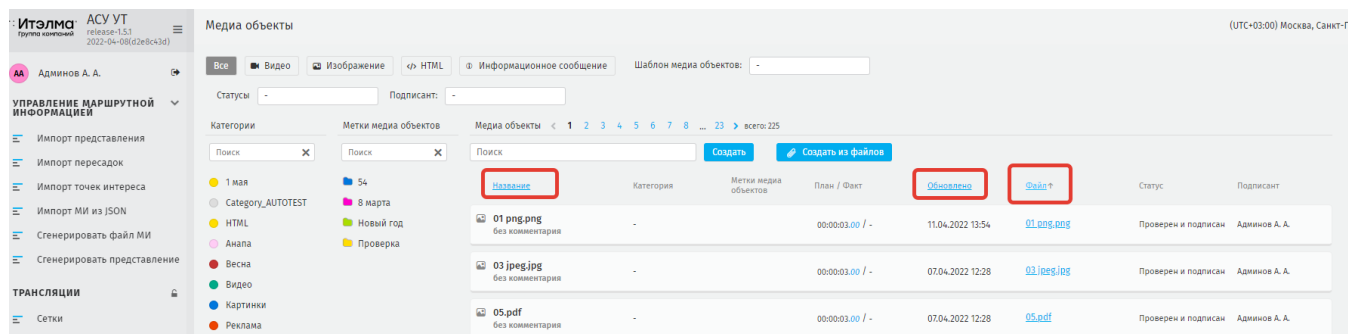 Итэлма АСУ УТ
Группа компаний release-1.5.1
2022-04-08(d2e8c43d)
Медиа объекты
(UTC+03:00) Москва, Санкт-П
АА Админов А. А.
Все Видео Изображение HTML Информационное сообщение Шаблон медиа объектов: -
Статусы - Подписант: -
УПРАВЛЕНИЕ МАРШРУТНОЙ
ИНФОРМАЦИЕЙ
Импорт представления
Импорт пересадок
Импорт точек интереса
Импорт МИ из JSON
Сгенерировать файл МИ
Сгенерировать представление
ТРАНСЛЯЦИИ
Сетки
Категории
Поиск
1 мая
Category_AUTOTEST
HTML
Анапа
Весна
Видео
Картинки
Реклама
Метки медиа объектов
Поиск
54
8 марта
Новый год
Проверка
Медиа объекты < 1 2 3 4 5 6 7 8 ... 23 > всего: 225
Поиск Создать Создать из файлов
Название Категория Метки медиа объектов План / Факт Обновлено Файл↑ Статус Подписант
01 png.png - 00:00:03.00 / - 11.04.2022 13:54 01 png.png Проверен и подписан Админов А. А.
без комментария
03 jpeg.jpg - 00:00:03.00 / - 07.04.2022 12:28 03 jpeg.jpg Проверен и подписан Админов А. А.
без комментария
05.pdf - 00:00:03.00 / - 07.04.2022 12:28 05.pdf Проверен и подписан Админов А. А.
без комментария